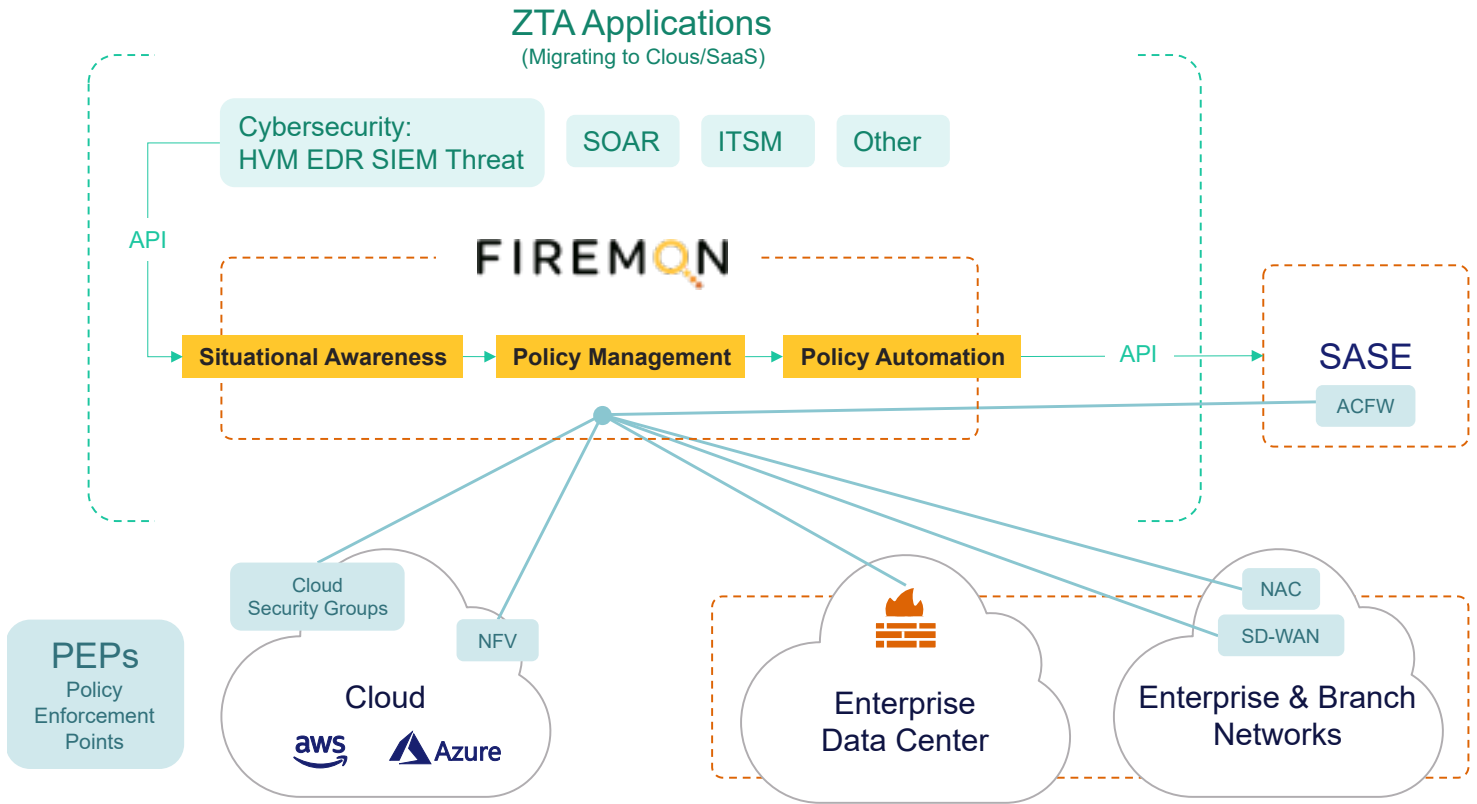 ZTA Applications
(Migrating to Clous/SaaS)
Cybersecurity:
HVM EDR SIEM Threat
SOAR
ITSM
Other
API
FIREMON
Situational Awareness
Policy Management
Policy Automation
API
SASE
ACFW
Cloud
Security Groups
NFV
NAC
SD-WAN
PEPs
Policy
Enforcement
Points
Cloud
aws
Azure
Enterprise
Data Center
Enterprise & Branch
Networks